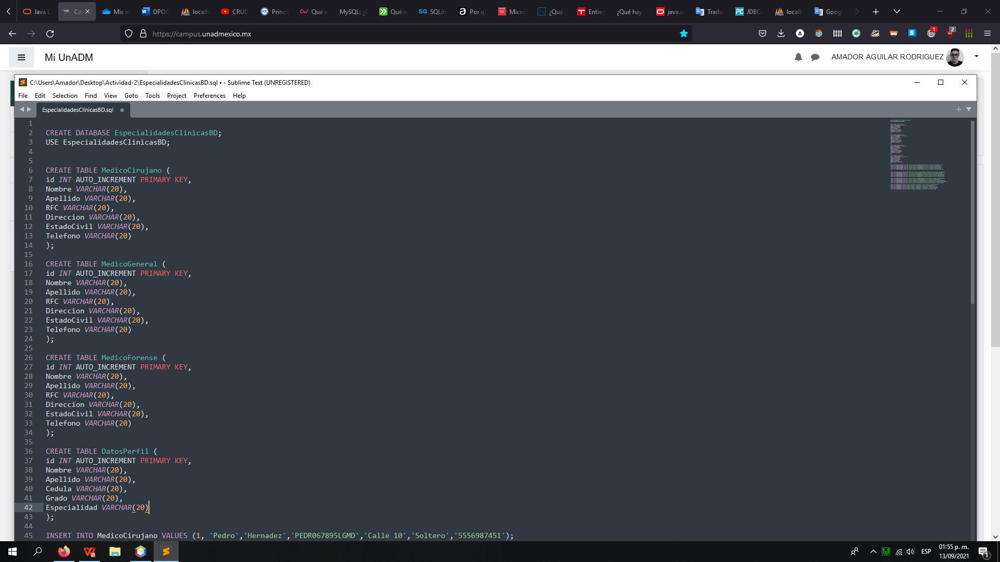 Java L
Car
Mis ar
DPOC
localh
CRUD
Princi
Qué e
MySQL: ¿C
Qué e
SQLite
Por qu
Micro
¿Qué
Entier
¿Qué hay
java.s
Tradu
JDBC:
localh
Googl
https://campus.unadmexico.mx
1
2
Mi UnADM
AMADOR AGUILAR RODRIGUEZ
C:\Users\Amador\Desktop\Actividad-2\EspecialidadesClinicasBD.sql • - Sublime Text (UNREGISTERED)
File Edit Selection Find View Goto Tools Project Preferences Help
EspecialidadesClinicasBD.sql
1
2 CREATE DATABASE EspecialidadesClinicasBD;
3 USE EspecialidadesClinicasBD;
4
5
6 CREATE TABLE MedicoCirujano (
7 id INT AUTO_INCREMENT PRIMARY KEY,
8 Nombre VARCHAR(20),
9 Apellido VARCHAR(20),
10 RFC VARCHAR(20),
11 Direccion VARCHAR(20),
12 EstadoCivil VARCHAR(20),
13 Telefono VARCHAR(20)
14 );
15
16 CREATE TABLE MedicoGeneral (
17 id INT AUTO_INCREMENT PRIMARY KEY,
18 Nombre VARCHAR(20),
19 Apellido VARCHAR(20),
20 RFC VARCHAR(20),
21 Direccion VARCHAR(20),
22 EstadoCivil VARCHAR(20),
23 Telefono VARCHAR(20)
24 );
25
26 CREATE TABLE MedicoForense (
27 id INT AUTO_INCREMENT PRIMARY KEY,
28 Nombre VARCHAR(20),
29 Apellido VARCHAR(20),
30 RFC VARCHAR(20),
31 Direccion VARCHAR(20),
32 EstadoCivil VARCHAR(20),
33 Telefono VARCHAR(20)
34 );
35
36 CREATE TABLE DatosPerfil (
37 id INT AUTO_INCREMENT PRIMARY KEY,
38 Nombre VARCHAR(20),
39 Apellido VARCHAR(20),
40 Cedula VARCHAR(20),
41 Grado VARCHAR(20),
42 Especialidad VARCHAR(20)
43 );
44
45 INSERT INTO MedicoCirujano VALUES (1, 'Pedro','Hernadez','PEDR067895LGMD','Calle 10','Soltero','5556987451');
ESP
01:55 p. m.
13/09/2021
1